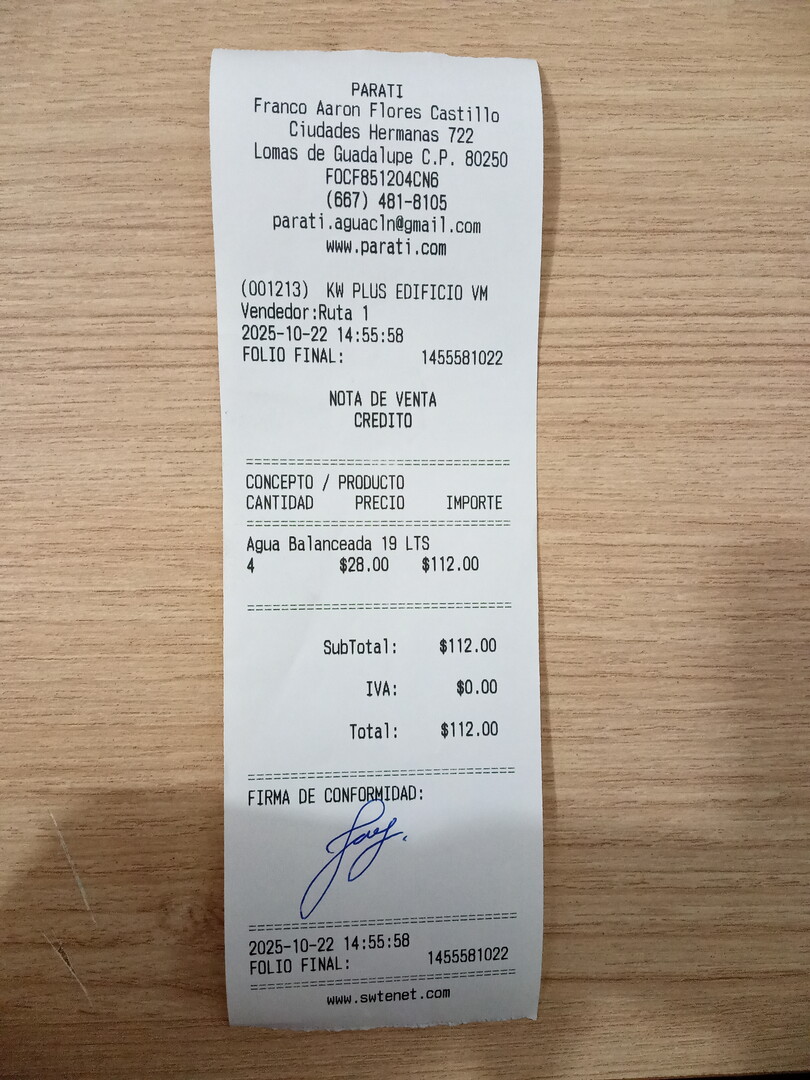 PARATI
Franco Aaron Flores Castillo
Ciudades Hermanas 722
Lomas de Guadalupe C.P. 80250
FOCF851204CN6
(667) 481-8105
parati.aguacln@gmail.com
www.parati.com
(001213) KW PLUS EDIFICIO VM
Vendedor:Ruta 1
2025-10-22 14:55:58
FOLIO FINAL: 1455581022
NOTA DE VENTA
CREDITO
===============================
CONCEPTO / PRODUCTO
CANTIDAD PRECIO IMPORTE
===============================
Agua Balanceada 19 LTS
4 $28.00 $112.00
===============================
SubTotal: $112.00
IVA: $0.00
Total: $112.00
===============================
FIRMA DE CONFORMIDAD:
===============================
2025-10-22 14:55:58
FOLIO FINAL: 1455581022
===============================
www.swtenet.com